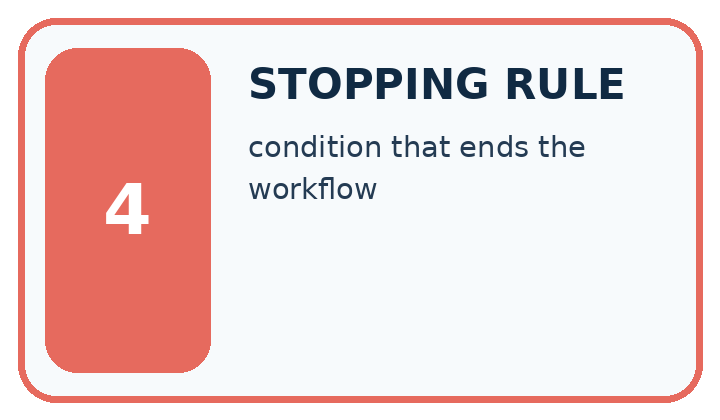 4
STOPPING RULE
condition that ends the
workflow